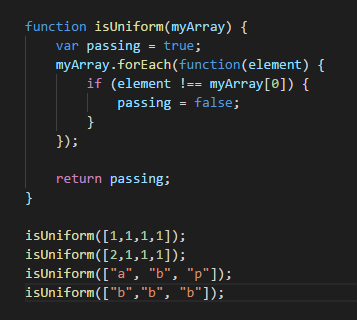 function isUniform(myArray) {
    var passing = true;
    myArray.forEach(function(element) {
        if (element !== myArray[0]) {
            passing = false;
        }
    });

    return passing;
}

isUniform([1,1,1,1]);
isUniform([2,1,1,1]);
isUniform(["a", "b", "p"]);
isUniform(["b","b", "b"]);